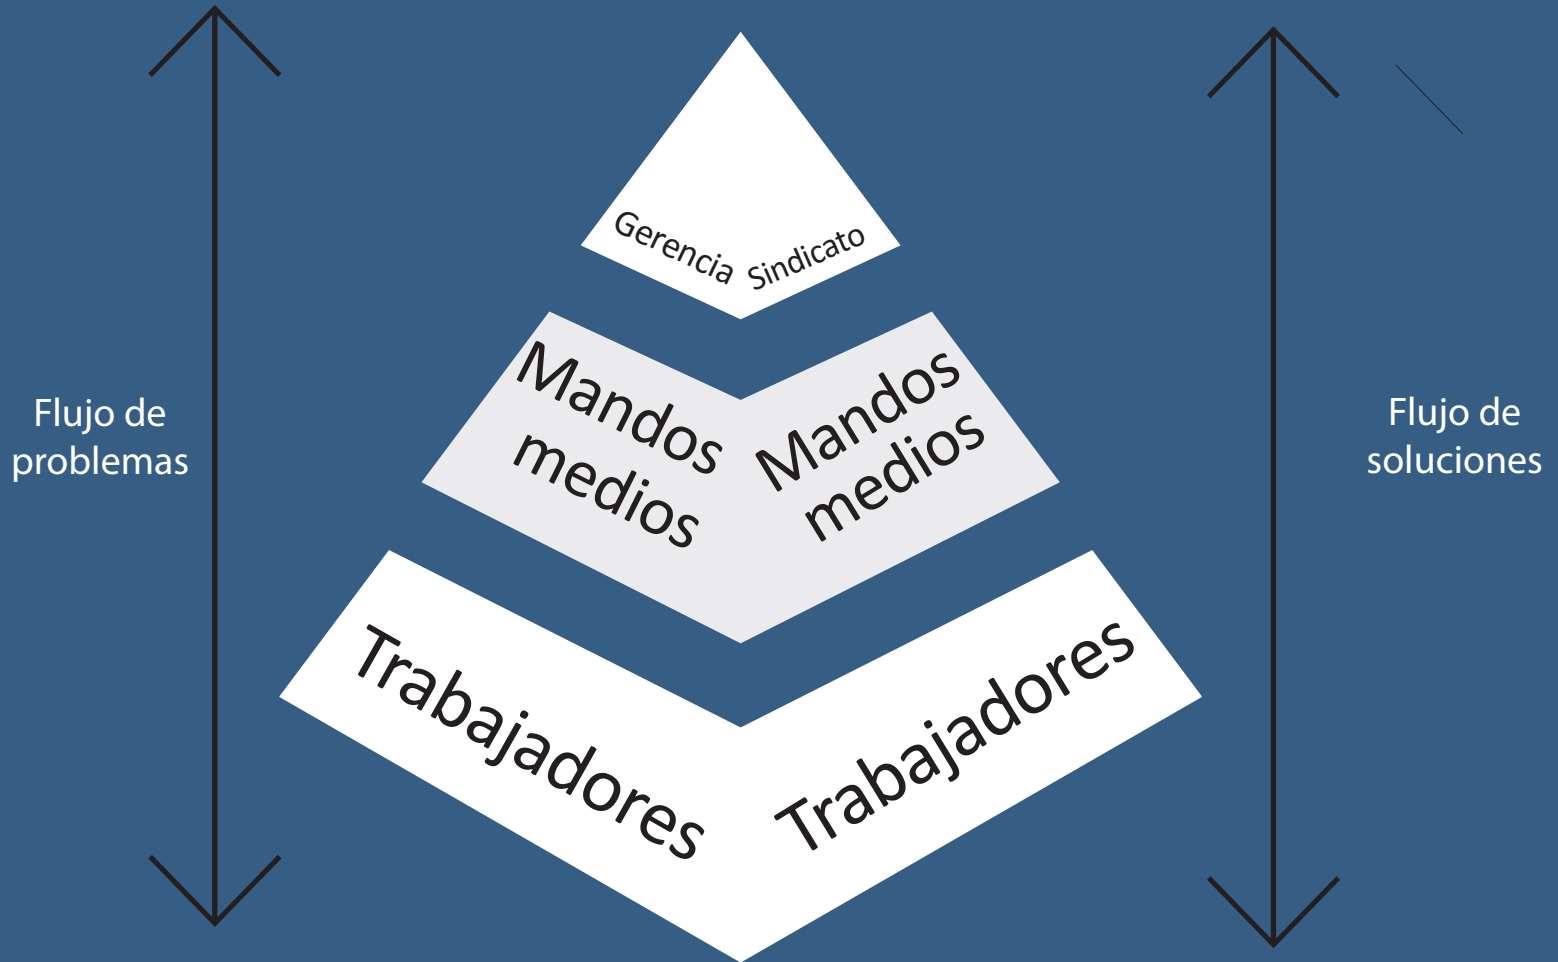 Gerencia
Sindicato
Mandos
medios
Mandos
medios
Flujo de
problemas
Flujo de
soluciones
Trabajadores
Trabajadores